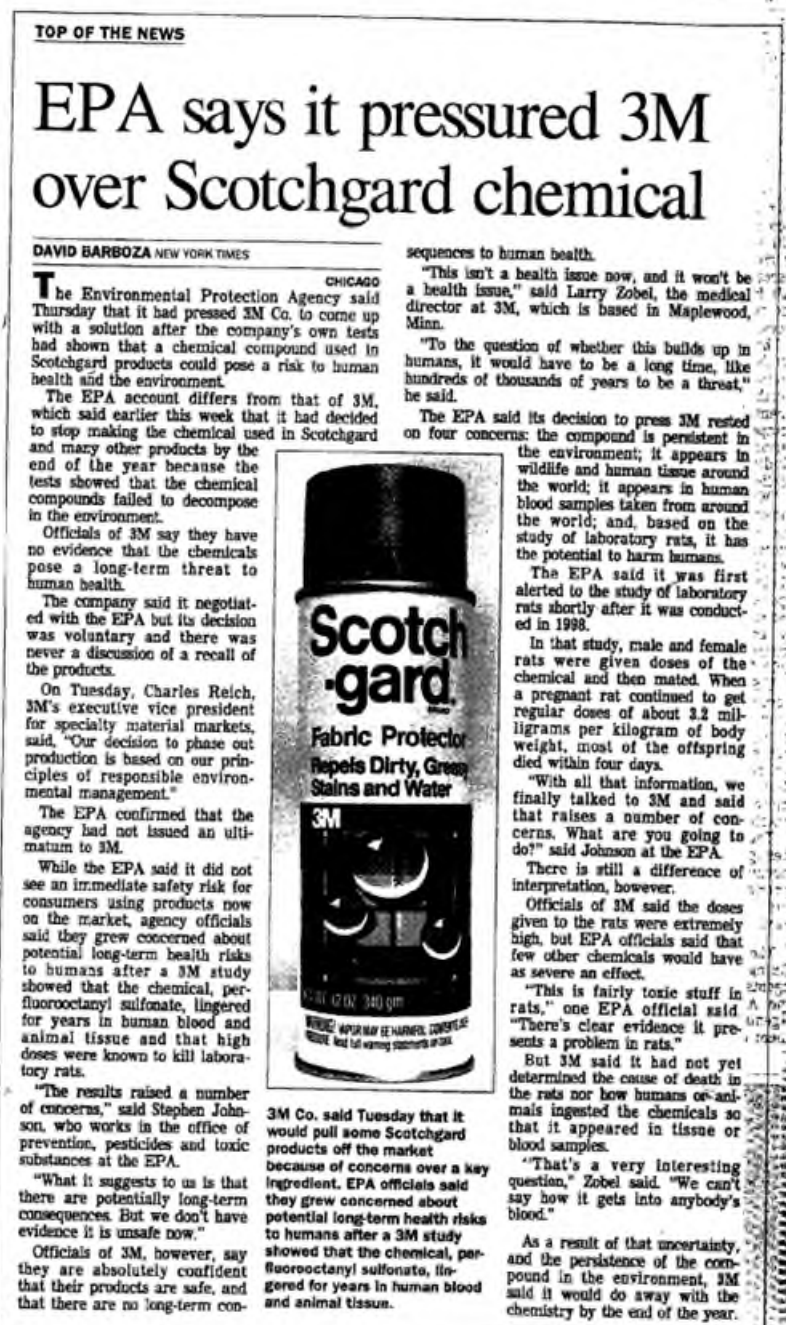 TOP OF THE NEWS
EPA says it pressured 3M
over Scotchgard chemical
DAVID BARBOZA NEW YORK TIMES
CHICAGO
The Environmental Protection Agency said
Thursday that it had pressed 3M Co. to come up
with a solution after the company's own tests
had shown that a chemical compound used in
Scotchgard products could pose a risk to human
health and the environment.
The EPA account differs from that of 3M,
which said earlier this week that it had decided
to stop making the chemical used in Scotchgard
and many other products by the
end of the year because the
tests showed that the chemical
compounds failed to decompose
in the environment.
Officials of 3M say they have
no evidence that the chemicals
pose a long-term threat to
human health.
The company said it negotiat-
ed with the EPA but its decision
was voluntary and there was
never a discussion of a recall of
the products.
On Tuesday, Charles Reich,
3M's executive vice president
for specialty material markets,
said, "Our decision to phase out
production is based on our prin-
ciples of responsible environ-
mental management."
The EPA confirmed that the
agency had not issued an ulti-
matum to 3M.
While the EPA said it did not
see an immediate safety risk for
consumers using products now
on the market, agency officials
said they grew concerned about
potential long-term health risks
to humans after a 3M study
showed that the chemical, per-
fluorooctanyl sulfonate, lingered
for years in human blood and
animal tissue and that high
doses were known to kill labora-
tory rats.
"The results raised a number
of concerns," said Stephen John-
son, who works in the office of
prevention, pesticides and toxic
substances at the EPA.
"What it suggests to us is that
there are potentially long-term
consequences. But we don't have
evidence it is unsafe now."
Officials of 3M, however, say
they are absolutely confident
that their products are safe, and
that there are no long-term con-
Scotch
-gard
Fabric Protector
Repels Dirty, Greasy
Stains and Water
3M
12 OZ 340 gm
3M Co. said Tuesday that it
would pull some Scotchgard
products off the market
because of concerns over a key
ingredient. EPA officials said
they grew concerned about
potential long-term health risks
to humans after a 3M study
showed that the chemical, per-
fluorooctanyl sulfonate, lin-
gered for years in human blood
and animal tissue.
sequences to human health.
"This isn't a health issue now, and it won't be
a health issue," said Larry Zobel, the medical
director at 3M, which is based in Maplewood,
Minn.
"To the question of whether this builds up in
humans, it would have to be a long time, like
hundreds of thousands of years to be a threat,"
he said.
The EPA said its decision to press 3M rested
on four concerns: the compound is persistent in
the environment; it appears in
wildlife and human tissue around
the world; it appears in human
blood samples taken from around
the world; and, based on the
study of laboratory rats, it has
the potential to harm humans.
The EPA said it was first
alerted to the study of laboratory
rats shortly after it was conduct-
ed in 1998.
In that study, male and female
rats were given doses of the
chemical and then mated. When
a pregnant rat continued to get
regular doses of about 3.2 mil-
ligrams per kilogram of body
weight, most of the offspring
died within four days.
"With all that information, we
finally talked to 3M and said
that raises a number of con-
cerns. What are you going to
do?" said Johnson at the EPA.
There is still a difference of
interpretation, however.
Officials of 3M said the doses
given to the rats were extremely
high, but EPA officials said that
few other chemicals would have
as severe an effect.
"This is fairly toxic stuff in
rats," one EPA official said.
"There's clear evidence it pre-
sents a problem in rats."
But 3M said it had not yet
determined the cause of death in
the rats nor how humans or ani-
mals ingested the chemicals so
that it appeared in tissue or
blood samples.
"That's a very interesting
question," Zobel said. "We can't
say how it gets into anybody's
blood."
As a result of that uncertainty,
and the persistence of the com-
pound in the environment, 3M
said it would do away with the
chemistry by the end of the year.